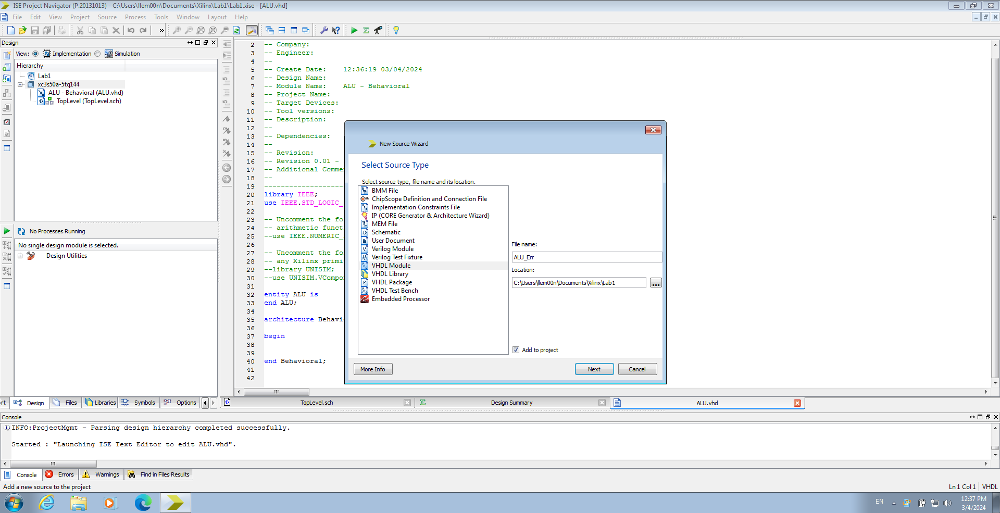 ISE Project Navigator (P.20131013) - C:\Users\llem00n\Documents\Xilinx\Lab1\Lab1.xise - [ALU.vhd]
File Edit View Project Source Process Tools Window Layout Help
Design
View: Implementation Simulation
Hierarchy
Lab1
xc3s50a-5tq144
ALU - Behavioral (ALU.vhd)
TopLevel (TopLevel.sch)
No Processes Running
No single design module is selected.
Design Utilities
rt Design Files Libraries Symbols Options
2 -- Company:
3 -- Engineer:
4 --
5 -- Create Date: 12:36:19 03/04/2024
6 -- Design Name:
7 -- Module Name: ALU - Behavioral
8 -- Project Name:
9 -- Target Devices:
10 -- Tool versions:
11 -- Description:
12 --
13 -- Dependencies:
14 --
15 -- Revision:
16 -- Revision 0.01 -
17 -- Additional Comme
18 --
19 -------------------
20 library IEEE;
21 use IEEE.STD_LOGIC_
22
23 -- Uncomment the fo
24 -- arithmetic funct
25 --use IEEE.NUMERIC_
26
27 -- Uncomment the fo
28 -- any Xilinx primi
29 --library UNISIM;
30 --use UNISIM.VCompo
31
32 entity ALU is
33 end ALU;
34
35 architecture Behavi
36
37 begin
38
39
40 end Behavioral;
41
42
New Source Wizard
Select Source Type
Select source type, file name and its location.
BMM File
ChipScope Definition and Connection File
Implementation Constraints File
IP (CORE Generator & Architecture Wizard)
MEM File
Schematic
User Document
Verilog Module
Verilog Test Fixture
VHDL Module
VHDL Library
VHDL Package
VHDL Test Bench
Embedded Processor
File name:
ALU_Err
Location:
C:\Users\llem00n\Documents\Xilinx\Lab1
...
Add to project
More Info Next Cancel
TopLevel.sch Design Summary ALU.vhd
Console
INFO:ProjectMgmt - Parsing design hierarchy completed successfully.
Started : "Launching ISE Text Editor to edit ALU.vhd".
Console Errors Warnings Find in Files Results
Add a new source to the project
Ln 1 Col 1 VHDL
EN
12:37 PM
3/4/2024